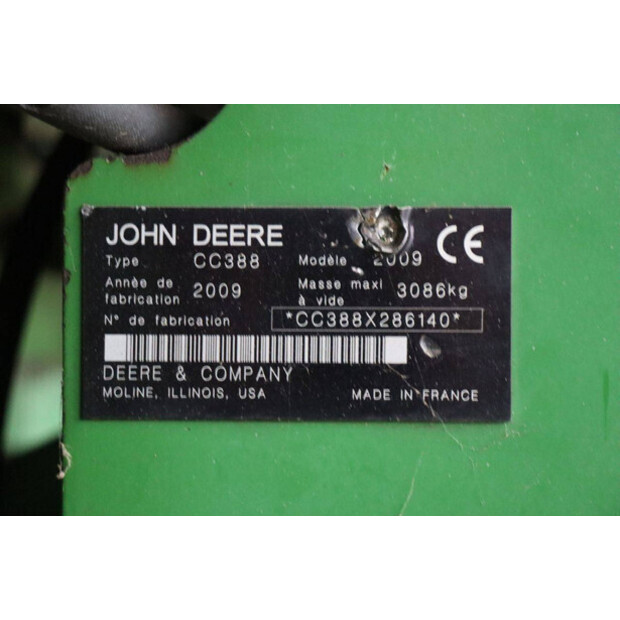 JOHN DEERE
CE
Type CC388 Modèle 2009
Année de fabrication 2009 Masse maxi à vide 3086kg
N° de fabrication *CC388X286140*
DEERE & COMPANY
MOLINE, ILLINOIS, USA MADE IN FRANCE